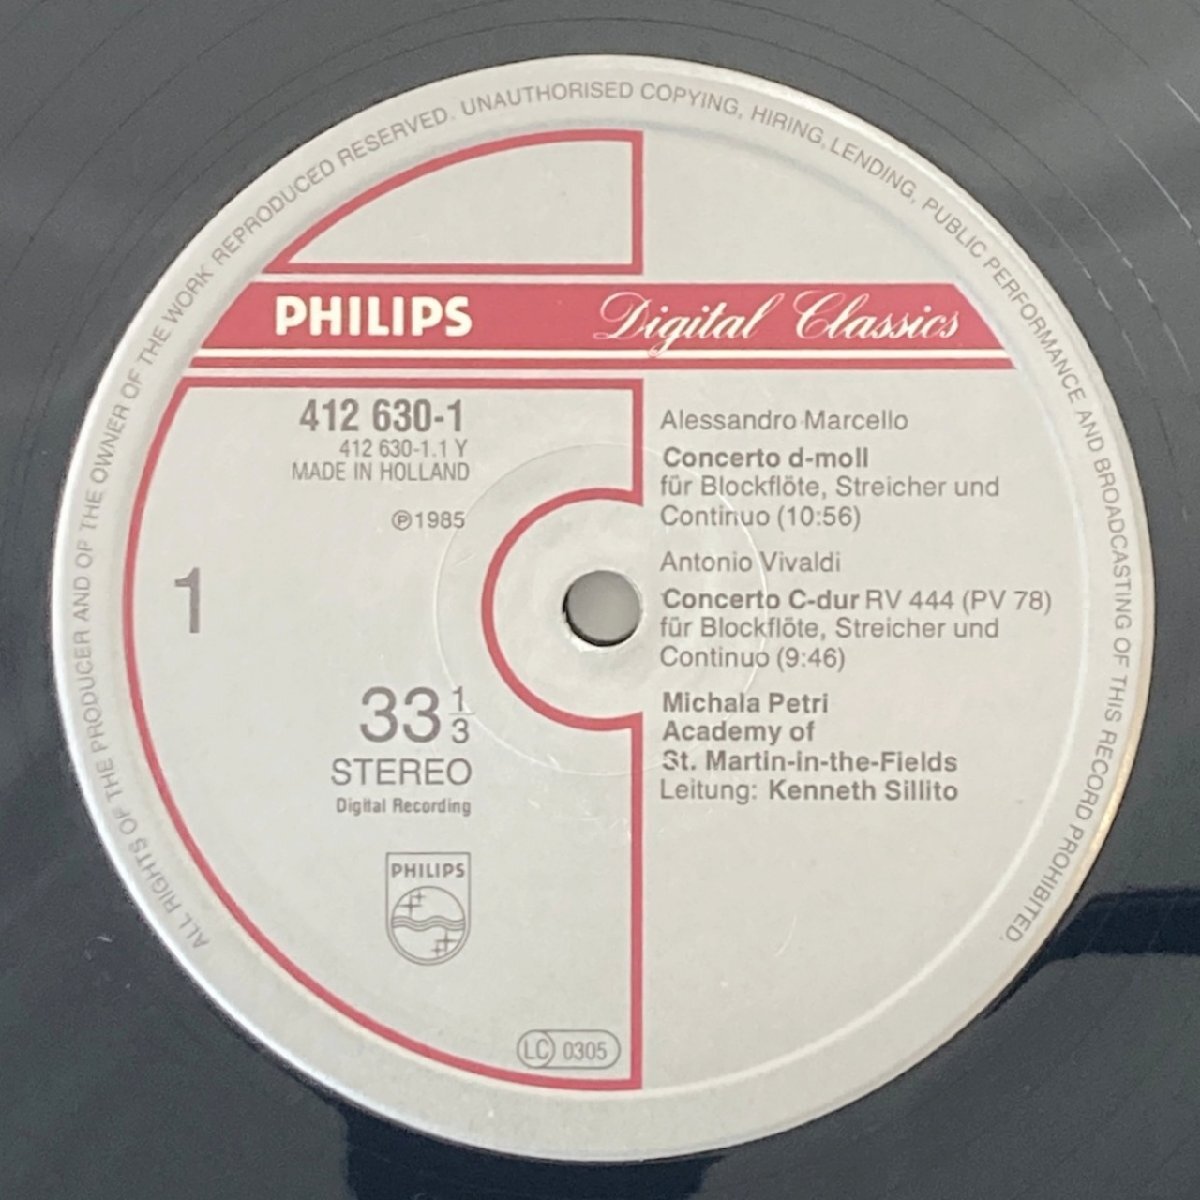 ALL RIGHTS OF THE PRODUCER AND OF THE OWNER OF THE WORK REPRODUCED RESERVED. UNAUTHORISED COPYING, HIRING, LENDING, PUBLIC PERFORMANCE AND BROADCASTING OF THIS RECORD PROHIBITED.
PHILIPS Digital Classics
412 630-1
412 630-1.1 Y
MADE IN HOLLAND
℗1985
1
33 1/3
STEREO
Digital Recording
PHILIPS
LC 0305
Alessandro Marcello
Concerto d-moll
für Blockflöte, Streicher und
Continuo (10:56)
Antonio Vivaldi
Concerto C-dur RV 444 (PV 78)
für Blockflöte, Streicher und
Continuo (9:46)
Michala Petri
Academy of
St. Martin-in-the-Fields
Leitung: Kenneth Sillito